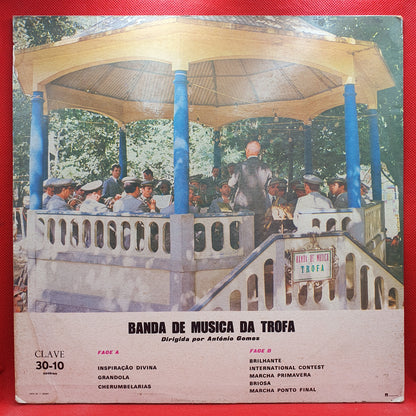 BANDA DE MUSICA
TROFA
BANDA DE MUSICA DA TROFA
Dirigida por António Gomes
CLAVE
30-10
FACE A
INSPIRAÇÃO DIVINA
GRANDOLA
CHERUMBELARIAS
FACE B
BRILHANTE
INTERNATIONAL CONTEST
MARCHA PRIMAVERA
BRIOSA
MARCHA PONTO FINAL